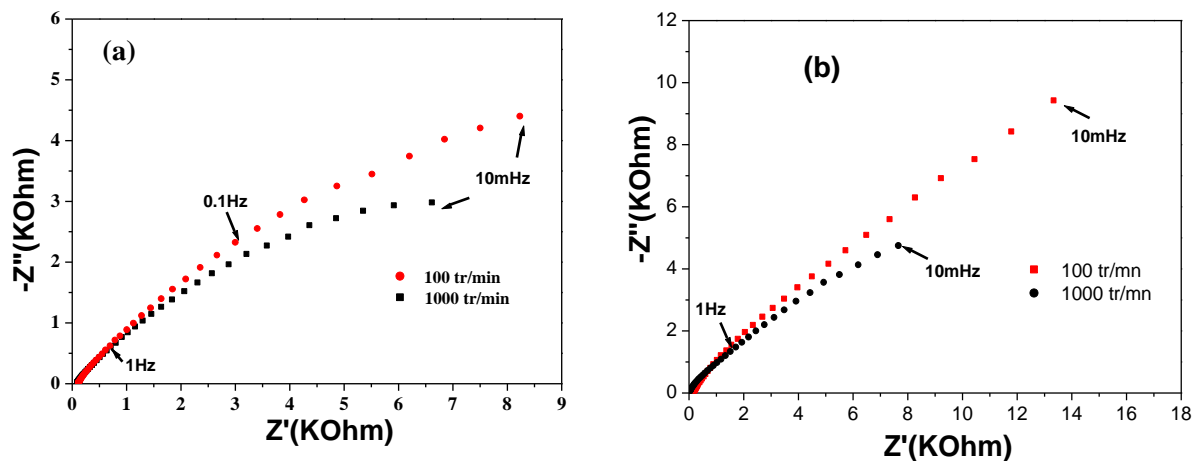 (a)
6
5
4
3
2
1
0
0 1 2 3 4 5 6 7 8 9
-Z''(KOhm)
Z'(KOhm)
0.1Hz
10mHz
1Hz
100 tr/min
1000 tr/min
(b)
12
10
8
6
4
2
0
0 2 4 6 8 10 12 14 16 18
-Z''(KOhm)
Z'(KOhm)
10mHz
10mHz
1Hz
100 tr/mn
1000 tr/mn